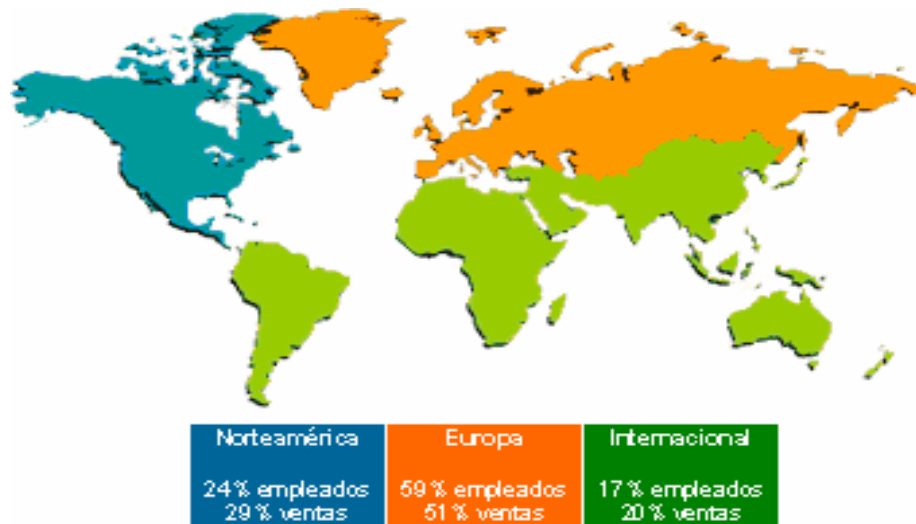 Norteamérica
24 % empleados
29 % ventas
Europa
59 % empleados
51 % ventas
Internacional
17 % empleados
20 % ventas